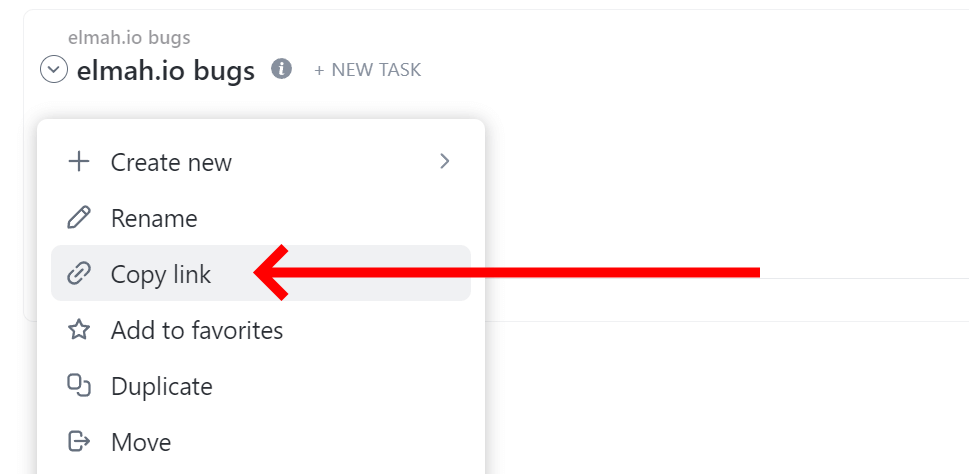 elmah.io bugs
elmah.io bugs i + NEW TASK
Create new
Rename
Copy link
Add to favorites
Duplicate
Move